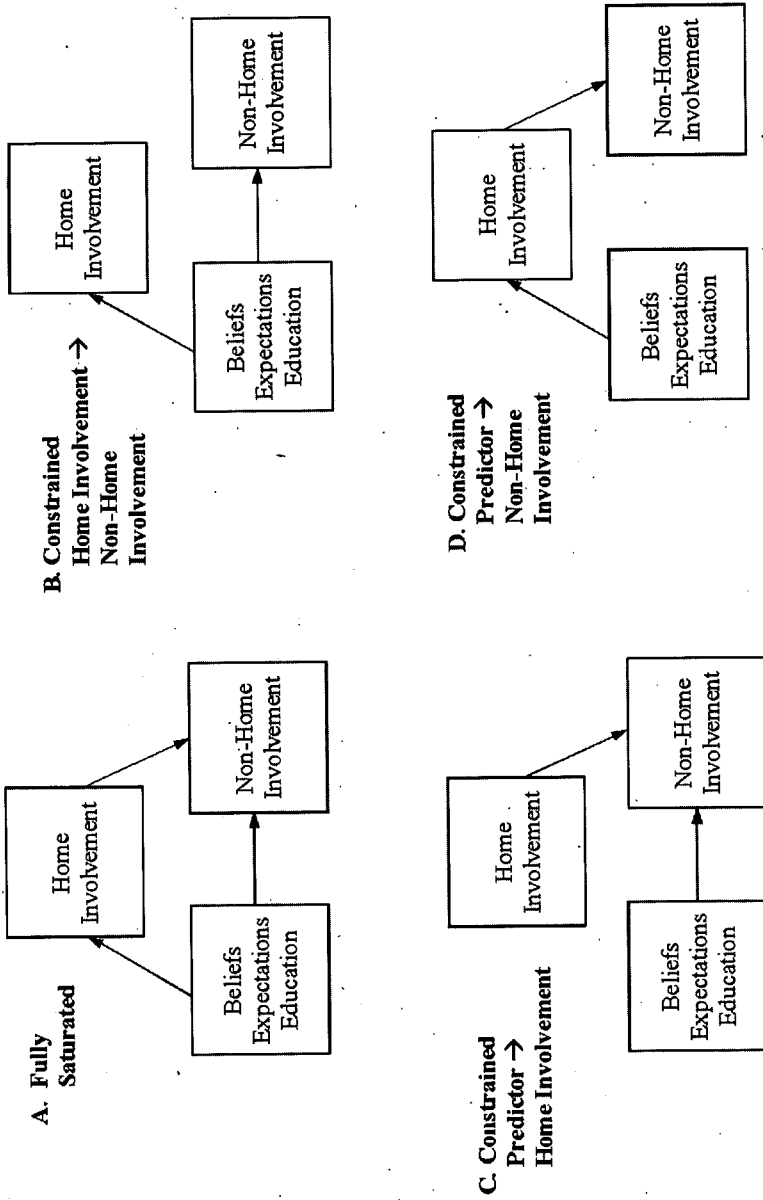 A. Fully
Saturated
Home
Involvement
Beliefs
Expectations
Education
Non-Home
Involvement
B. Constrained
Home Involvement →
Non-Home
Involvement
Home
Involvement
Beliefs
Expectations
Education
Non-Home
Involvement
C. Constrained
Predictor →
Home Involvement
Home
Involvement
Beliefs
Expectations
Education
Non-Home
Involvement
D. Constrained
Predictor →
Non-Home
Involvement
Home
Involvement
Beliefs
Expectations
Education
Non-Home
Involvement